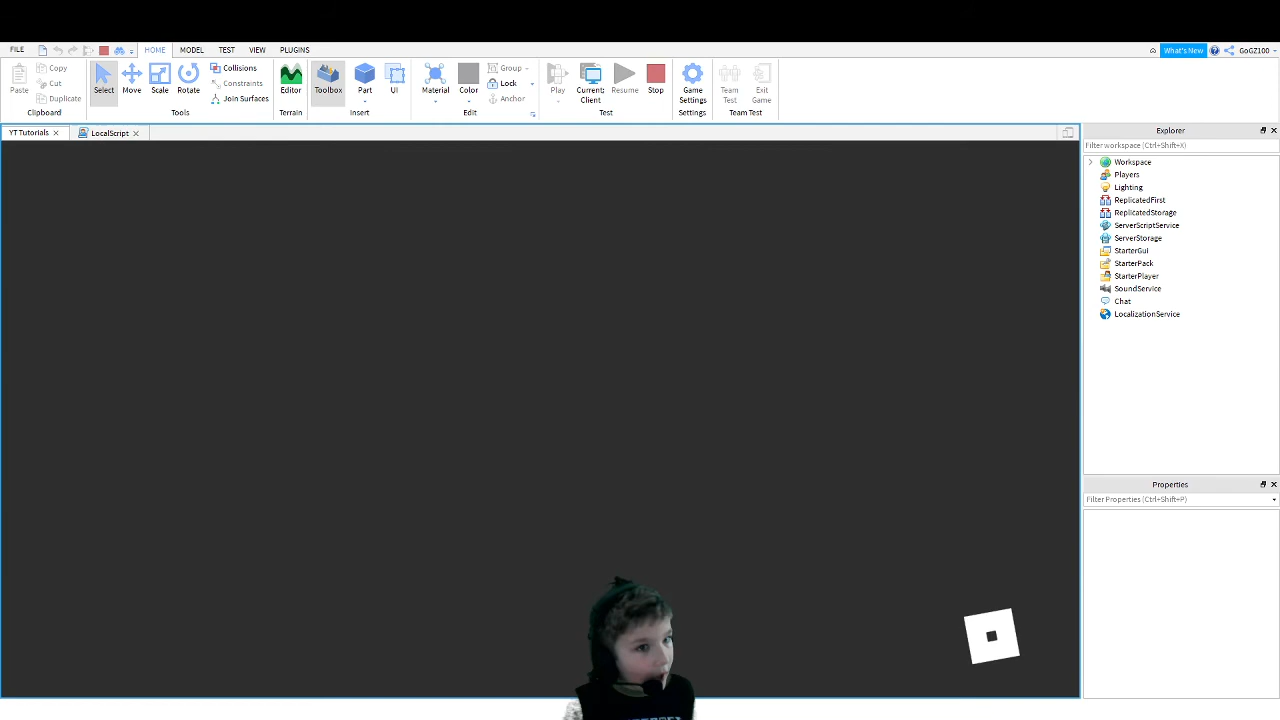 FILE
HOME
MODEL
TEST
VIEW
PLUGINS
What's New
GoGZ100
Paste
Copy
Cut
Duplicate
Clipboard
Select
Move
Scale
Rotate
Collisions
Constraints
Join Surfaces
Tools
Editor
Terrain
Toolbox
Part
UI
Insert
Material
Color
Group
Lock
Anchor
Edit
Play
Current:
Client
Resume
Stop
Test
Game
Settings
Settings
Team
Test
Exit
Game
Team Test
YT Tutorials
LocalScript
Explorer
Filter workspace (Ctrl+Shift+X)
Workspace
Players
Lighting
ReplicatedFirst
ReplicatedStorage
ServerScriptService
ServerStorage
StarterGui
StarterPack
StarterPlayer
SoundService
Chat
LocalizationService
Properties
Filter Properties (Ctrl+Shift+P)